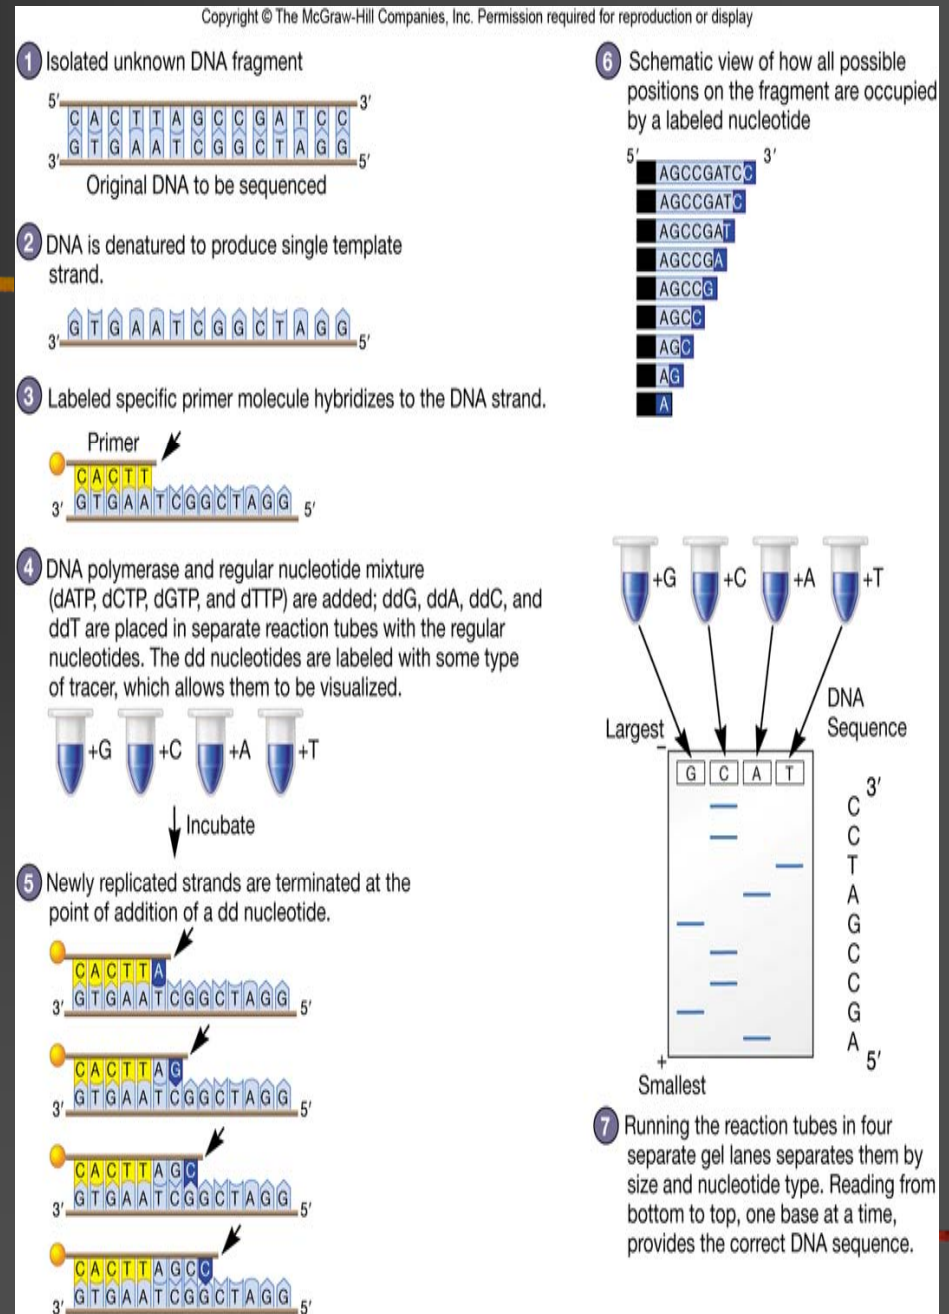 Copyright © The McGraw-Hill Companies, Inc. Permission required for reproduction or display
1 Isolated unknown DNA fragment
5′ 3′
C A C T T A G C C G A T C C
G T G A A T C G G C T A G G
3′ 5′
Original DNA to be sequenced
2 DNA is denatured to produce single template
strand.
G T G A A T C G G C T A G G
3′ 5′
3 Labeled specific primer molecule hybridizes to the DNA strand.
Primer
C A C T T
3′ G T G A A T C G G C T A G G 5′
4 DNA polymerase and regular nucleotide mixture
(dATP, dCTP, dGTP, and dTTP) are added; ddG, ddA, ddC, and
ddT are placed in separate reaction tubes with the regular
nucleotides. The dd nucleotides are labeled with some type
of tracer, which allows them to be visualized.
+G +C +A +T
Incubate
5 Newly replicated strands are terminated at the
point of addition of a dd nucleotide.
C A C T T A
3′ G T G A A T C G G C T A G G 5′
C A C T T A G
3′ G T G A A T C G G C T A G G 5′
C A C T T A G C
3′ G T G A A T C G G C T A G G 5′
C A C T T A G C C
3′ G T G A A T C G G C T A G G 5′
6 Schematic view of how all possible
positions on the fragment are occupied
by a labeled nucleotide
5′ 3′
AGCCGATCC
AGCCGATC
AGCCGAT
AGCCGA
AGCCG
AGCC
AGC
AG
A
+G +C +A +T
DNA
Sequence
Largest
−
G C A T
3′
C
C
T
A
G
C
C
G
A
5′
+
Smallest
7 Running the reaction tubes in four
separate gel lanes separates them by
size and nucleotide type. Reading from
bottom to top, one base at a time,
provides the correct DNA sequence.